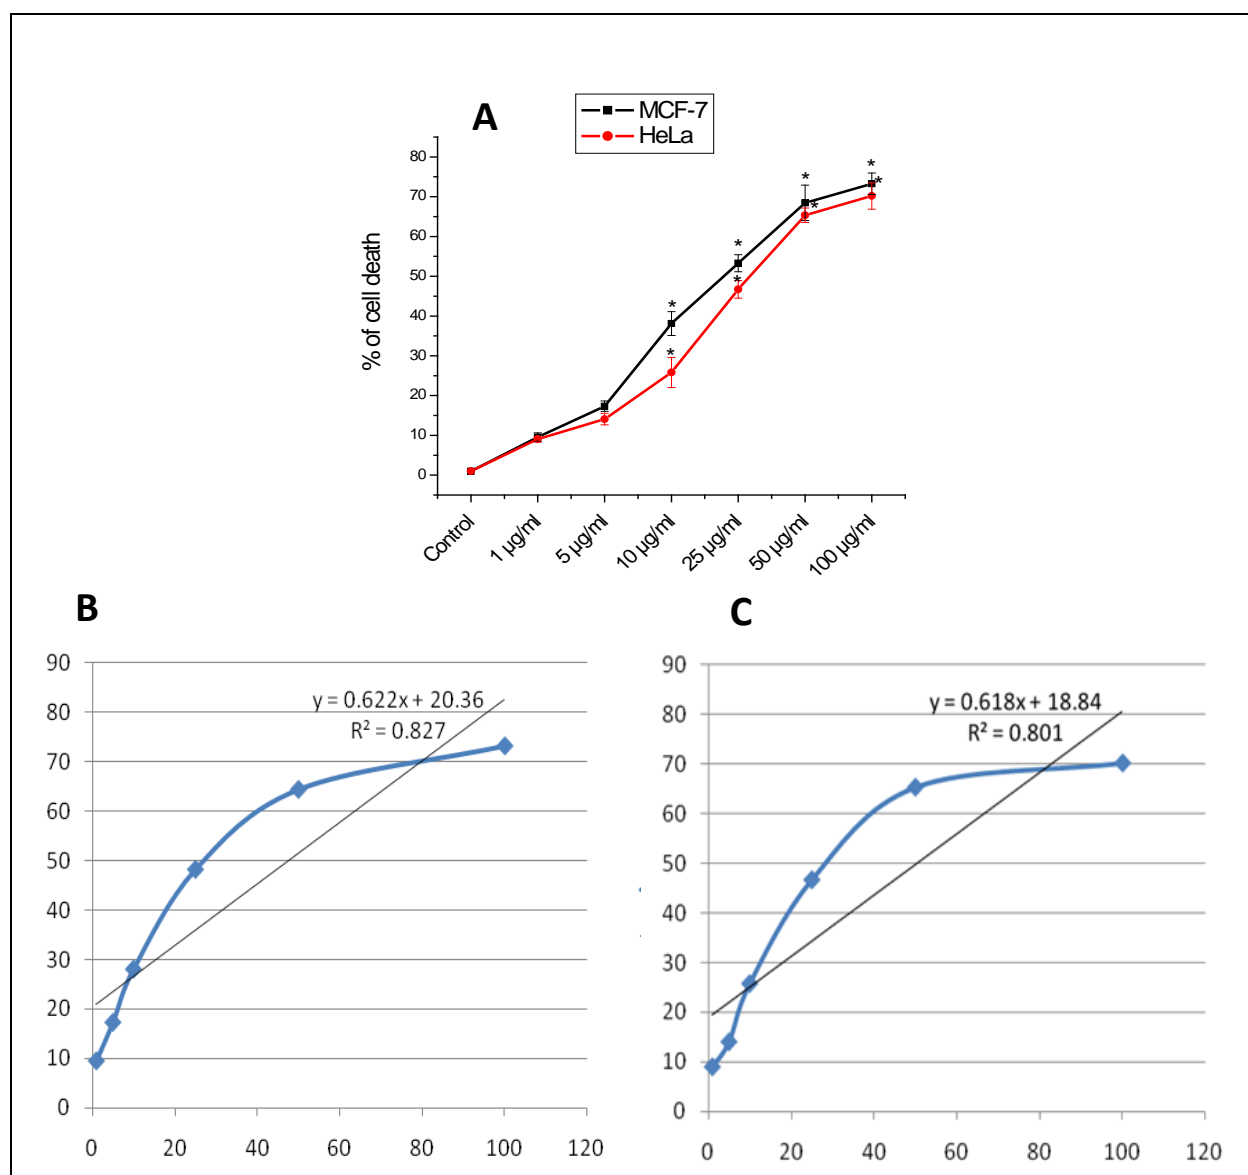 A
MCF-7
HeLa
80
70
60
50
40
30
20
10
0
% of cell death
* * * * * * * *
Control
1 µg/ml
5 µg/ml
10 µg/ml
25 µg/ml
50 µg/ml
100 µg/ml
B
90
80
70
60
50
40
30
20
10
0
y = 0.622x + 20.36
R² = 0.827
0 20 40 60 80 100 120
C
90
80
70
60
50
40
30
20
10
0
y = 0.618x + 18.84
R² = 0.801
0 20 40 60 80 100 120